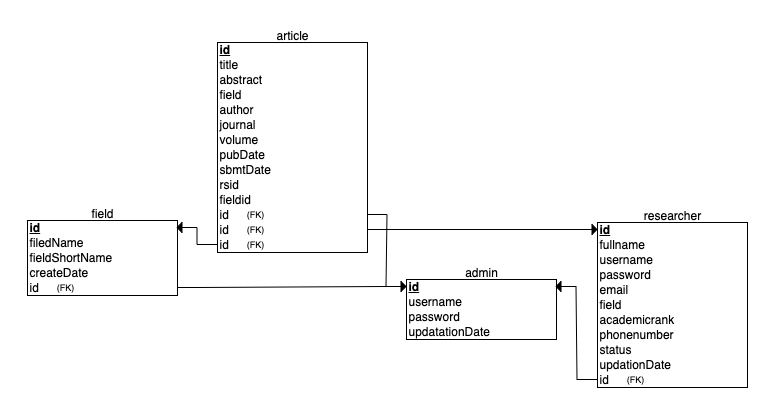 article
id
title
abstract
field
author
journal
volume
pubDate
sbmtDate
rsid
fieldid
id (FK)
id (FK)
id (FK)
field
id
filedName
fieldShortName
createDate
id (FK)
admin
id
username
password
updatationDate
researcher
id
fullname
username
password
email
field
academicrank
phonenumber
status
updationDate
id (FK)